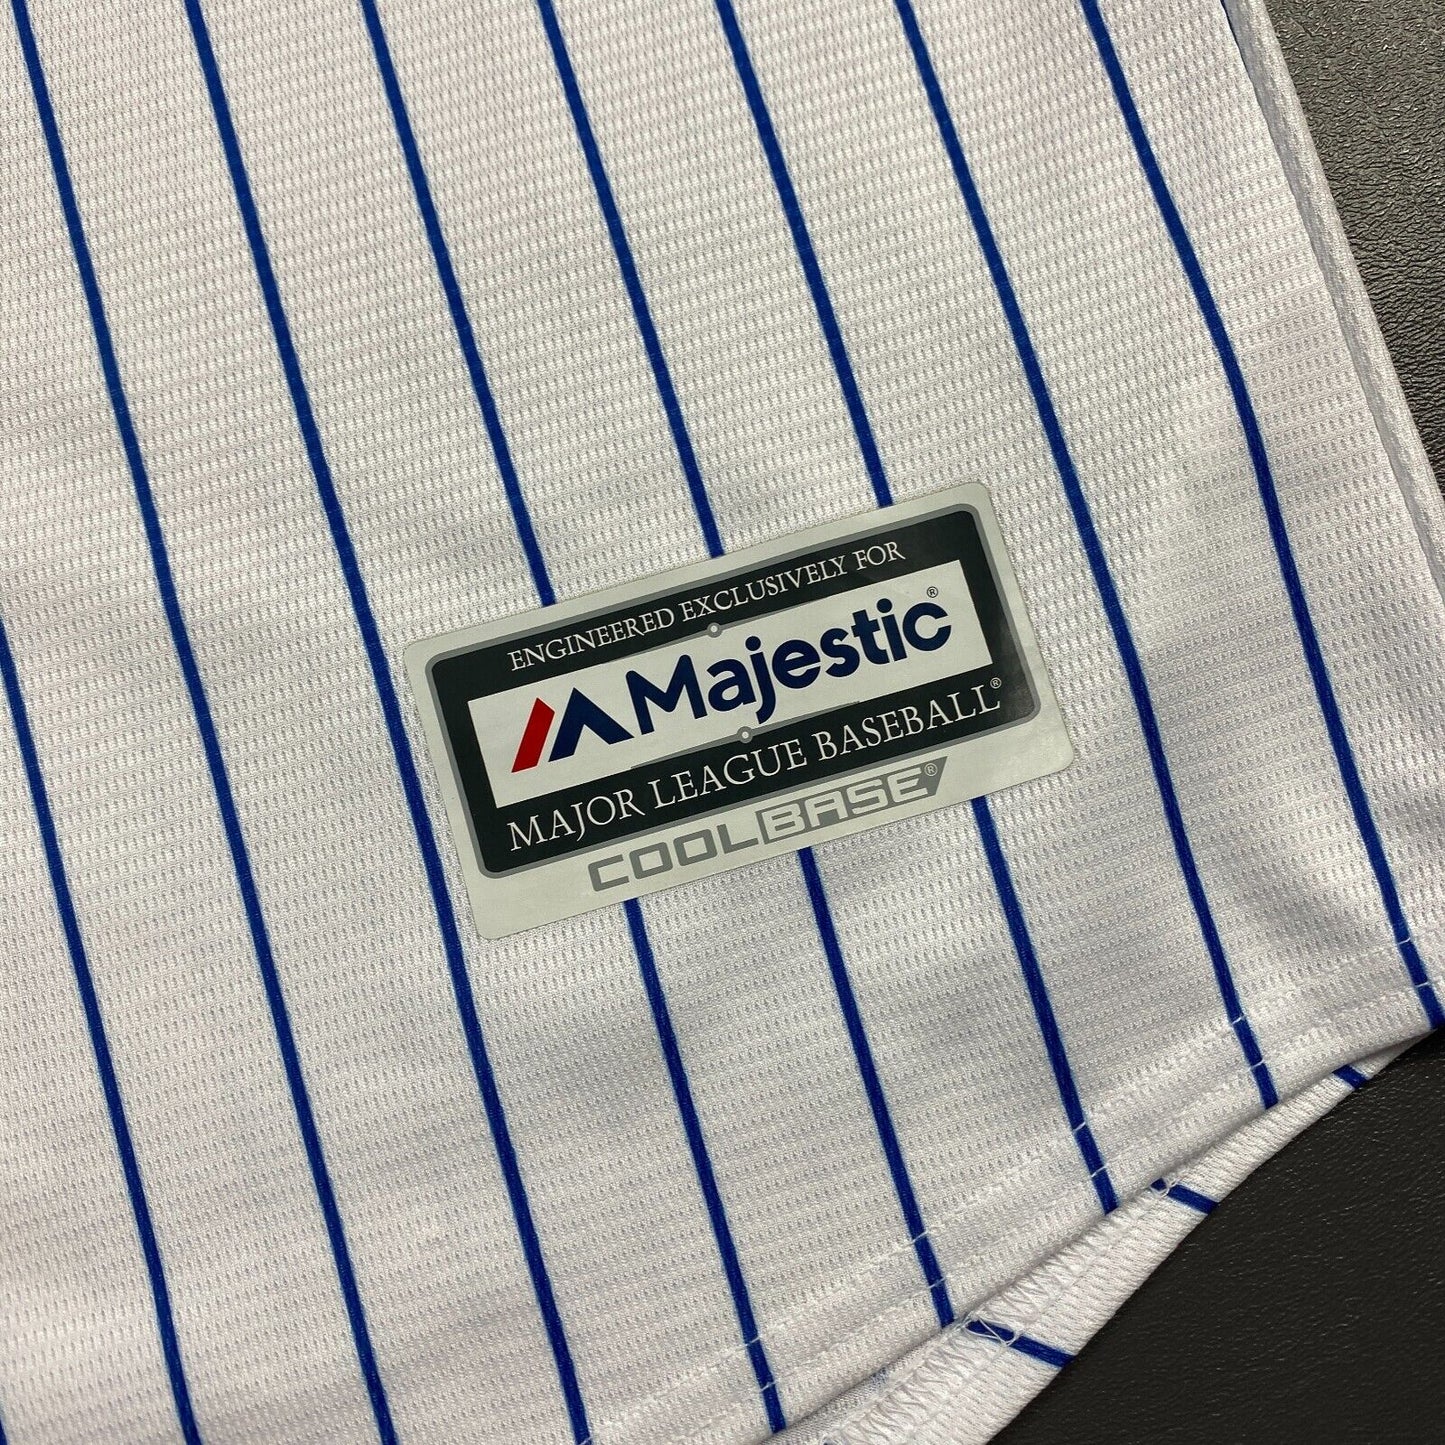 ENGINEERED EXCLUSIVELY FOR
Majestic®
MAJOR LEAGUE BASEBALL®
COOLBASE®